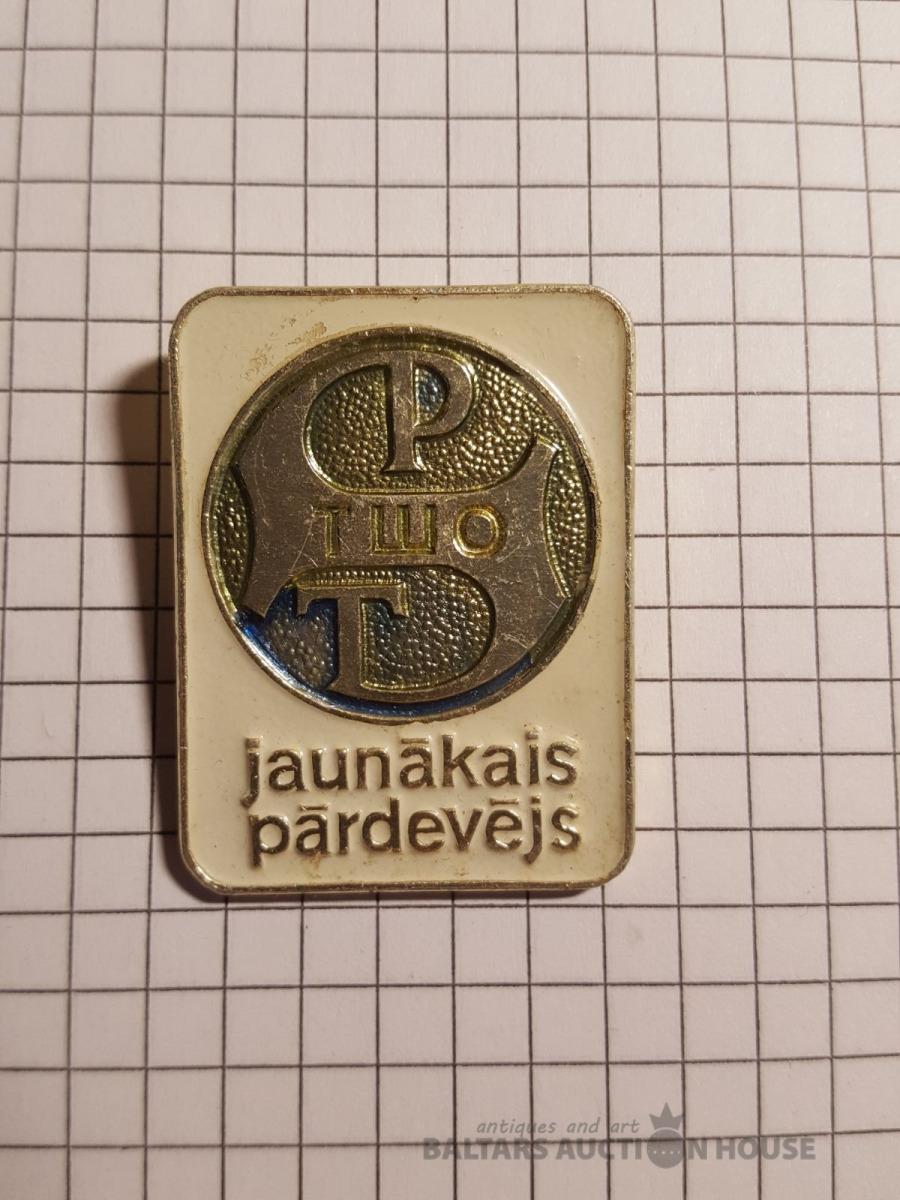 P
ТШО
T
jaunākais
pārdevējs
antiques and art
BALTARS AUCTION HOUSE